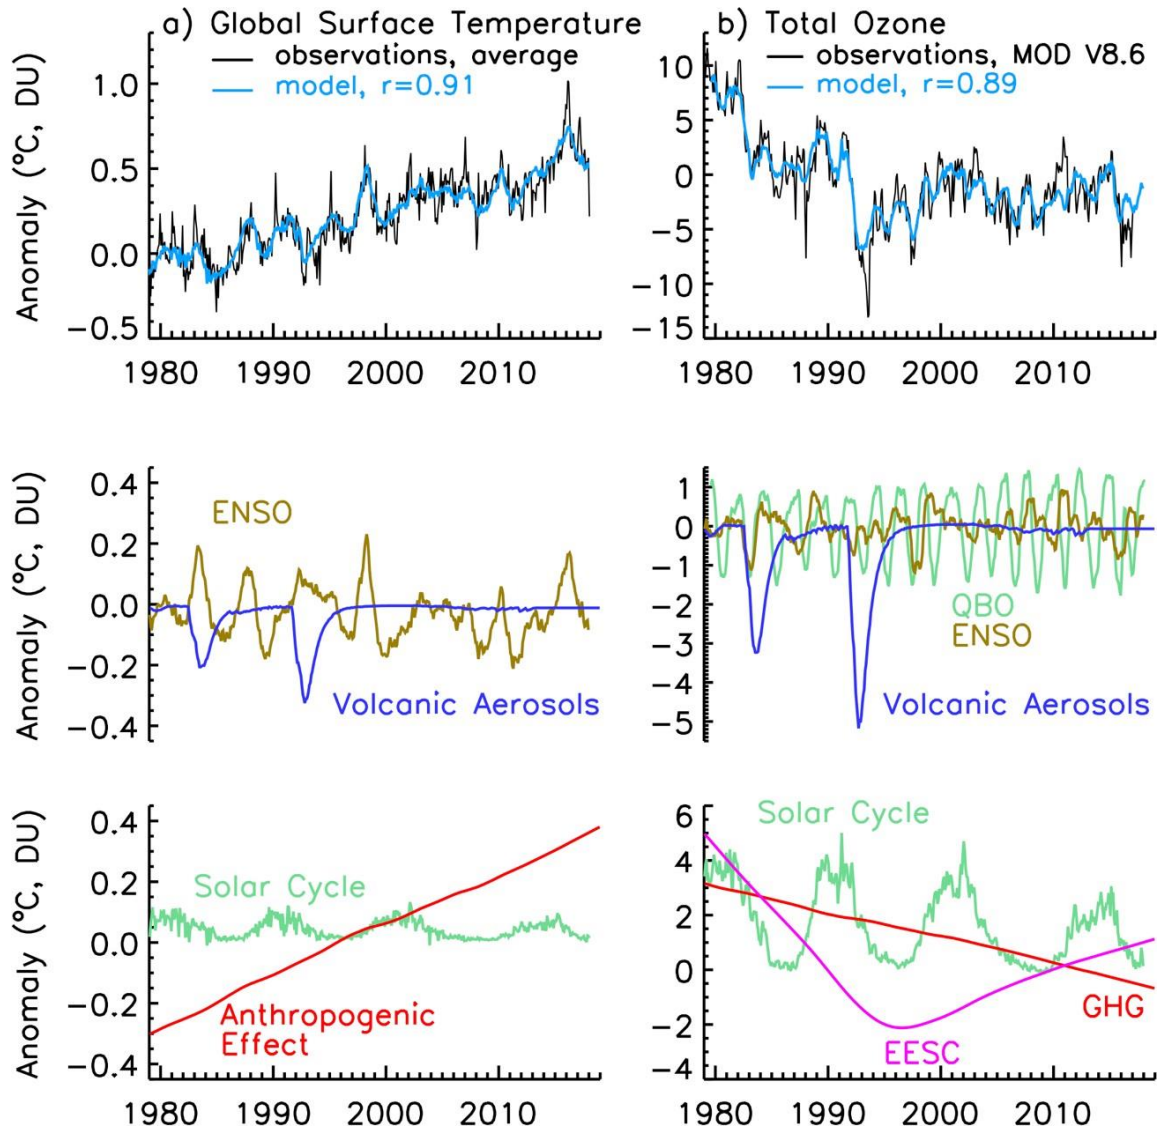 a) Global Surface Temperature
observations, average
model, r=0.91
Anomaly (°C, DU)
1.0
0.5
0.0
−0.5
1980 1990 2000 2010
b) Total Ozone
observations, MOD V8.6
model, r=0.89
10
5
0
−5
−10
−15
1980 1990 2000 2010
Anomaly (°C, DU)
0.4
0.2
0.0
−0.2
−0.4
ENSO
Volcanic Aerosols
1
0
−1
−2
−3
−4
−5
QBO
ENSO
Volcanic Aerosols
Anomaly (°C, DU)
0.4
0.2
0.0
−0.2
−0.4
Solar Cycle
Anthropogenic
Effect
1980 1990 2000 2010
6
4
2
0
−2
−4
Solar Cycle
GHG
EESC
1980 1990 2000 2010